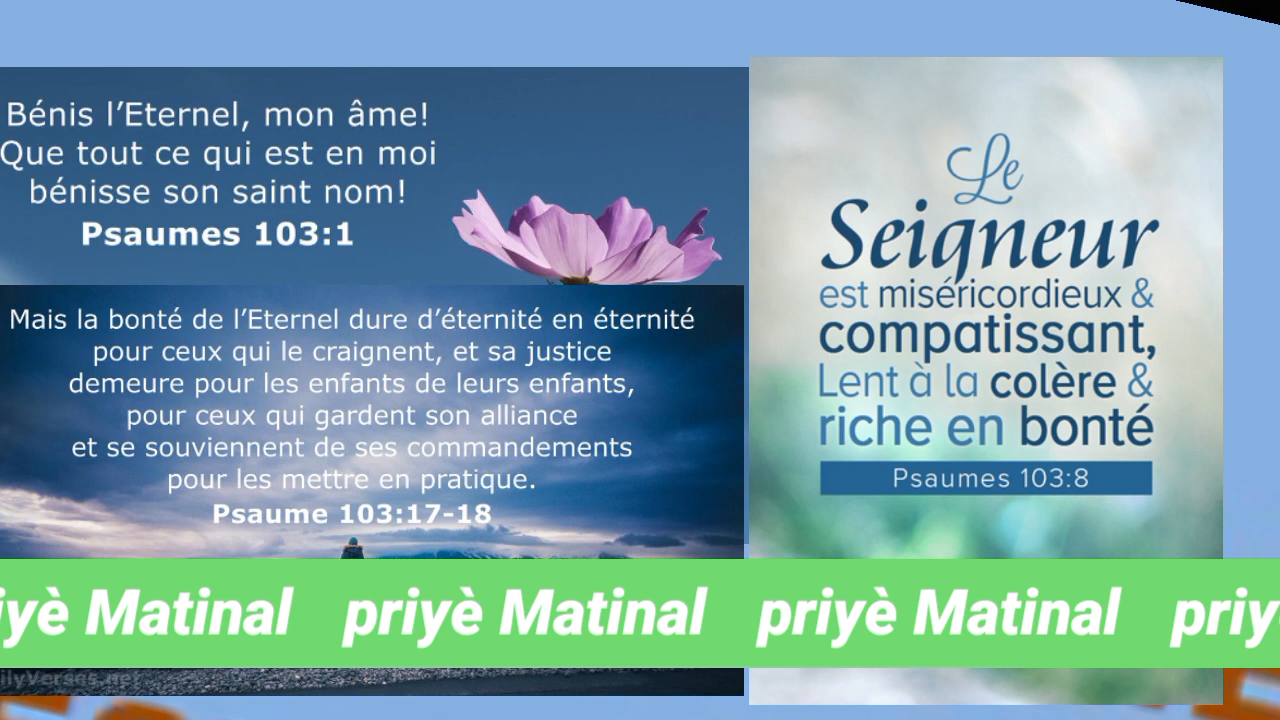 Bénis l’Eternel, mon âme!
Que tout ce qui est en moi
bénisse son saint nom!
Psaumes 103:1
Mais la bonté de l’Eternel dure d’éternité en éternité
pour ceux qui le craignent, et sa justice
demeure pour les enfants de leurs enfants,
pour ceux qui gardent son alliance
et se souviennent de ses commandements
pour les mettre en pratique.
Psaume 103:17-18
Le
Seigneur
est miséricordieux &
compatissant,
Lent à la colère &
riche en bonté
Psaumes 103:8
iyè Matinal priyè Matinal priyè Matinal priy
ilyVerses.net